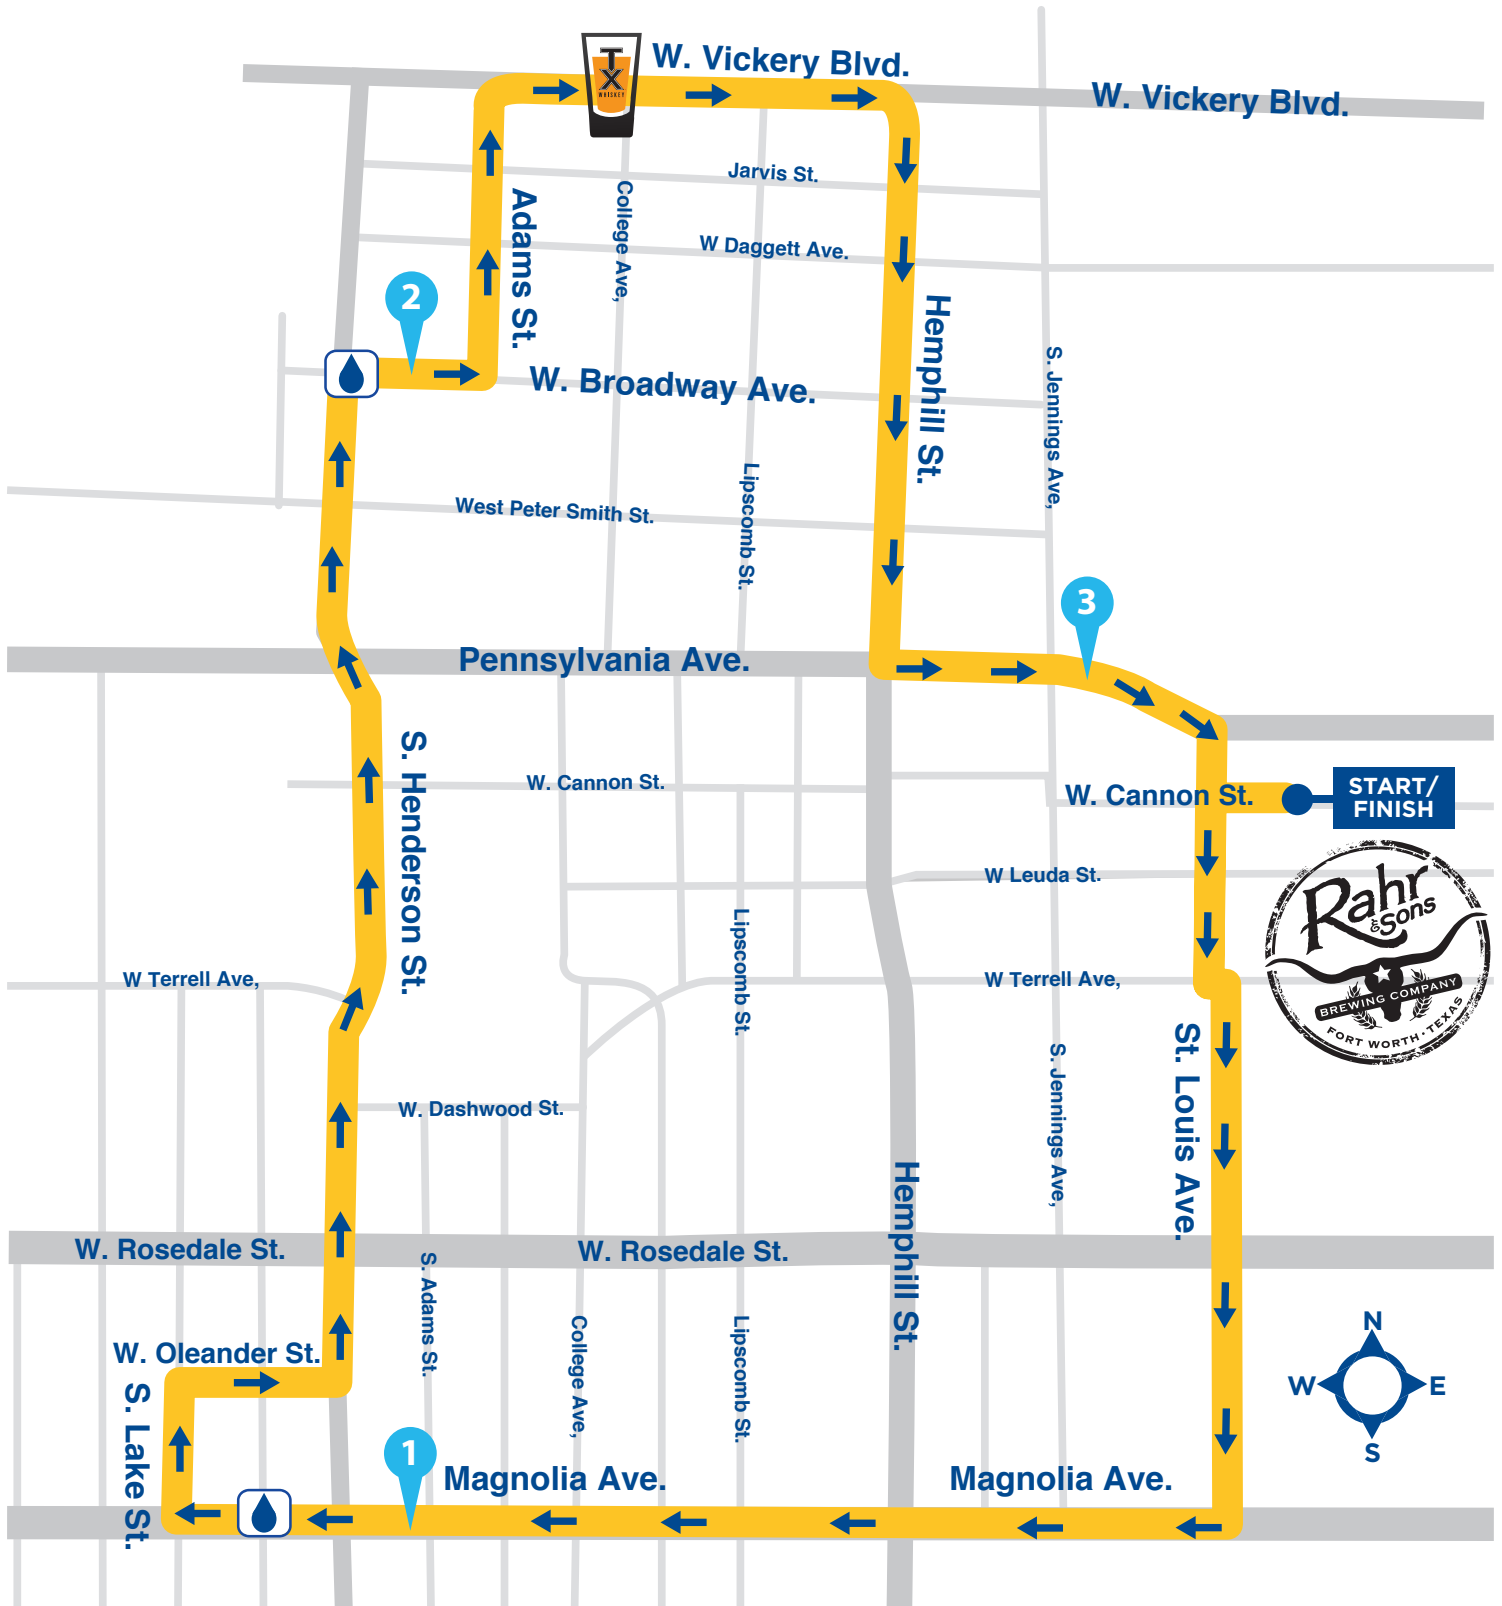 W. Vickery Blvd.
TX
WHISKEY
W. Vickery Blvd.
Jarvis St.
College Ave,
Adams St.
W Daggett Ave.
2
Hemphill St.
S. Jennings Ave,
W. Broadway Ave.
Lipscomb St.
West Peter Smith St.
3
Pennsylvania Ave.
S. Henderson St.
W. Cannon St.
W. Cannon St.
START/
FINISH
W Leuda St.
Rahr
& Sons
BREWING COMPANY
FORT WORTH · TEXAS
Lipscomb St.
W Terrell Ave,
W Terrell Ave,
St. Louis Ave.
S. Jennings Ave,
W. Dashwood St.
Hemphill St.
W. Rosedale St.
W. Rosedale St.
S. Adams St.
College Ave,
Lipscomb St.
W. Oleander St.
S. Lake St.
N
W
E
S
1
Magnolia Ave.
Magnolia Ave.